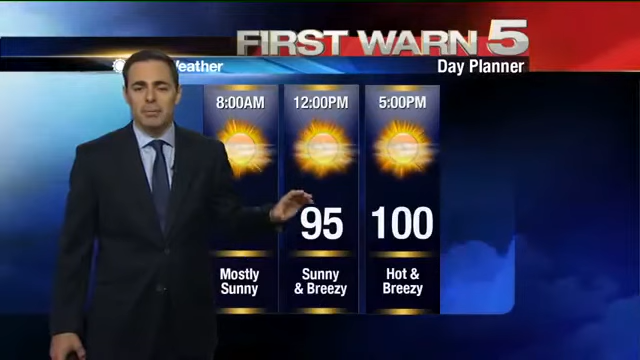 FIRST WARN 5
Weather
Day Planner
8:00AM
12:00PM
5:00PM
95
100
Mostly
Sunny
Sunny
& Breezy
Hot &
Breezy